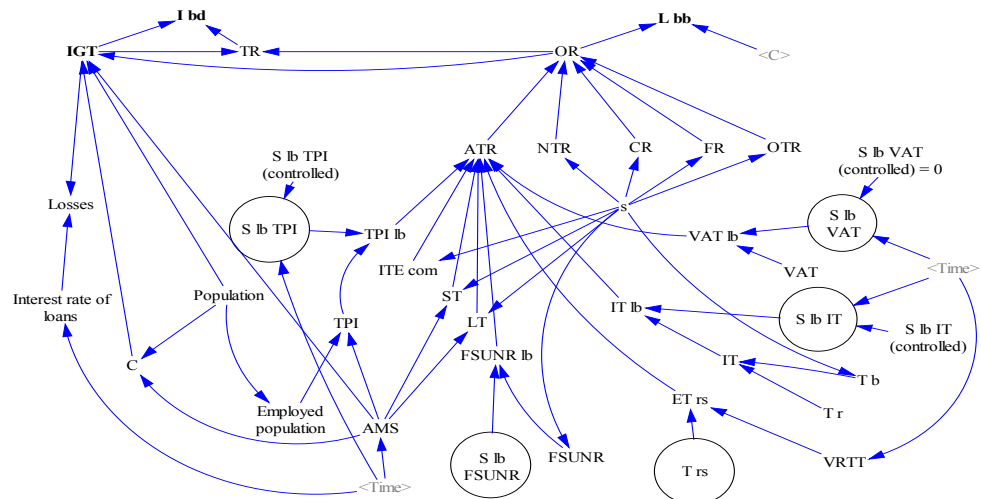 I bd
L bb
IGT
TR
OR
<C>
ATR
NTR
CR
FR
OTR
S lb TPI
(controlled)
S lb VAT
(controlled) = 0
Losses
S lb TPI
TPI lb
s
S lb
VAT
VAT lb
ITE com
VAT
<Time>
Interest rate of
loans
Population
ST
IT lb
S lb IT
TPI
LT
S lb IT
(controlled)
C
FSUNR lb
IT
T b
Employed
population
AMS
ET rs
T r
S lb
FSUNR
FSUNR
T rs
VRTT
<Time>